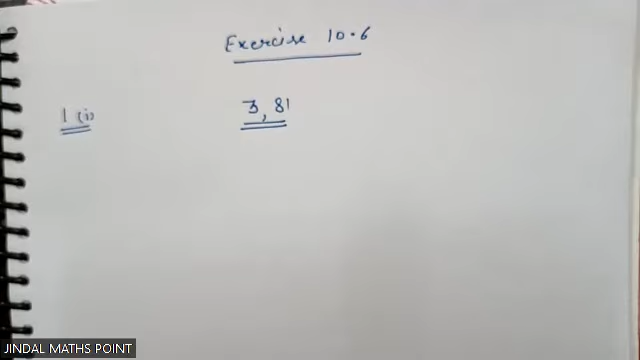 Exercise 10.6
1 (i) 3, 81
JINDAL MATHS POINT